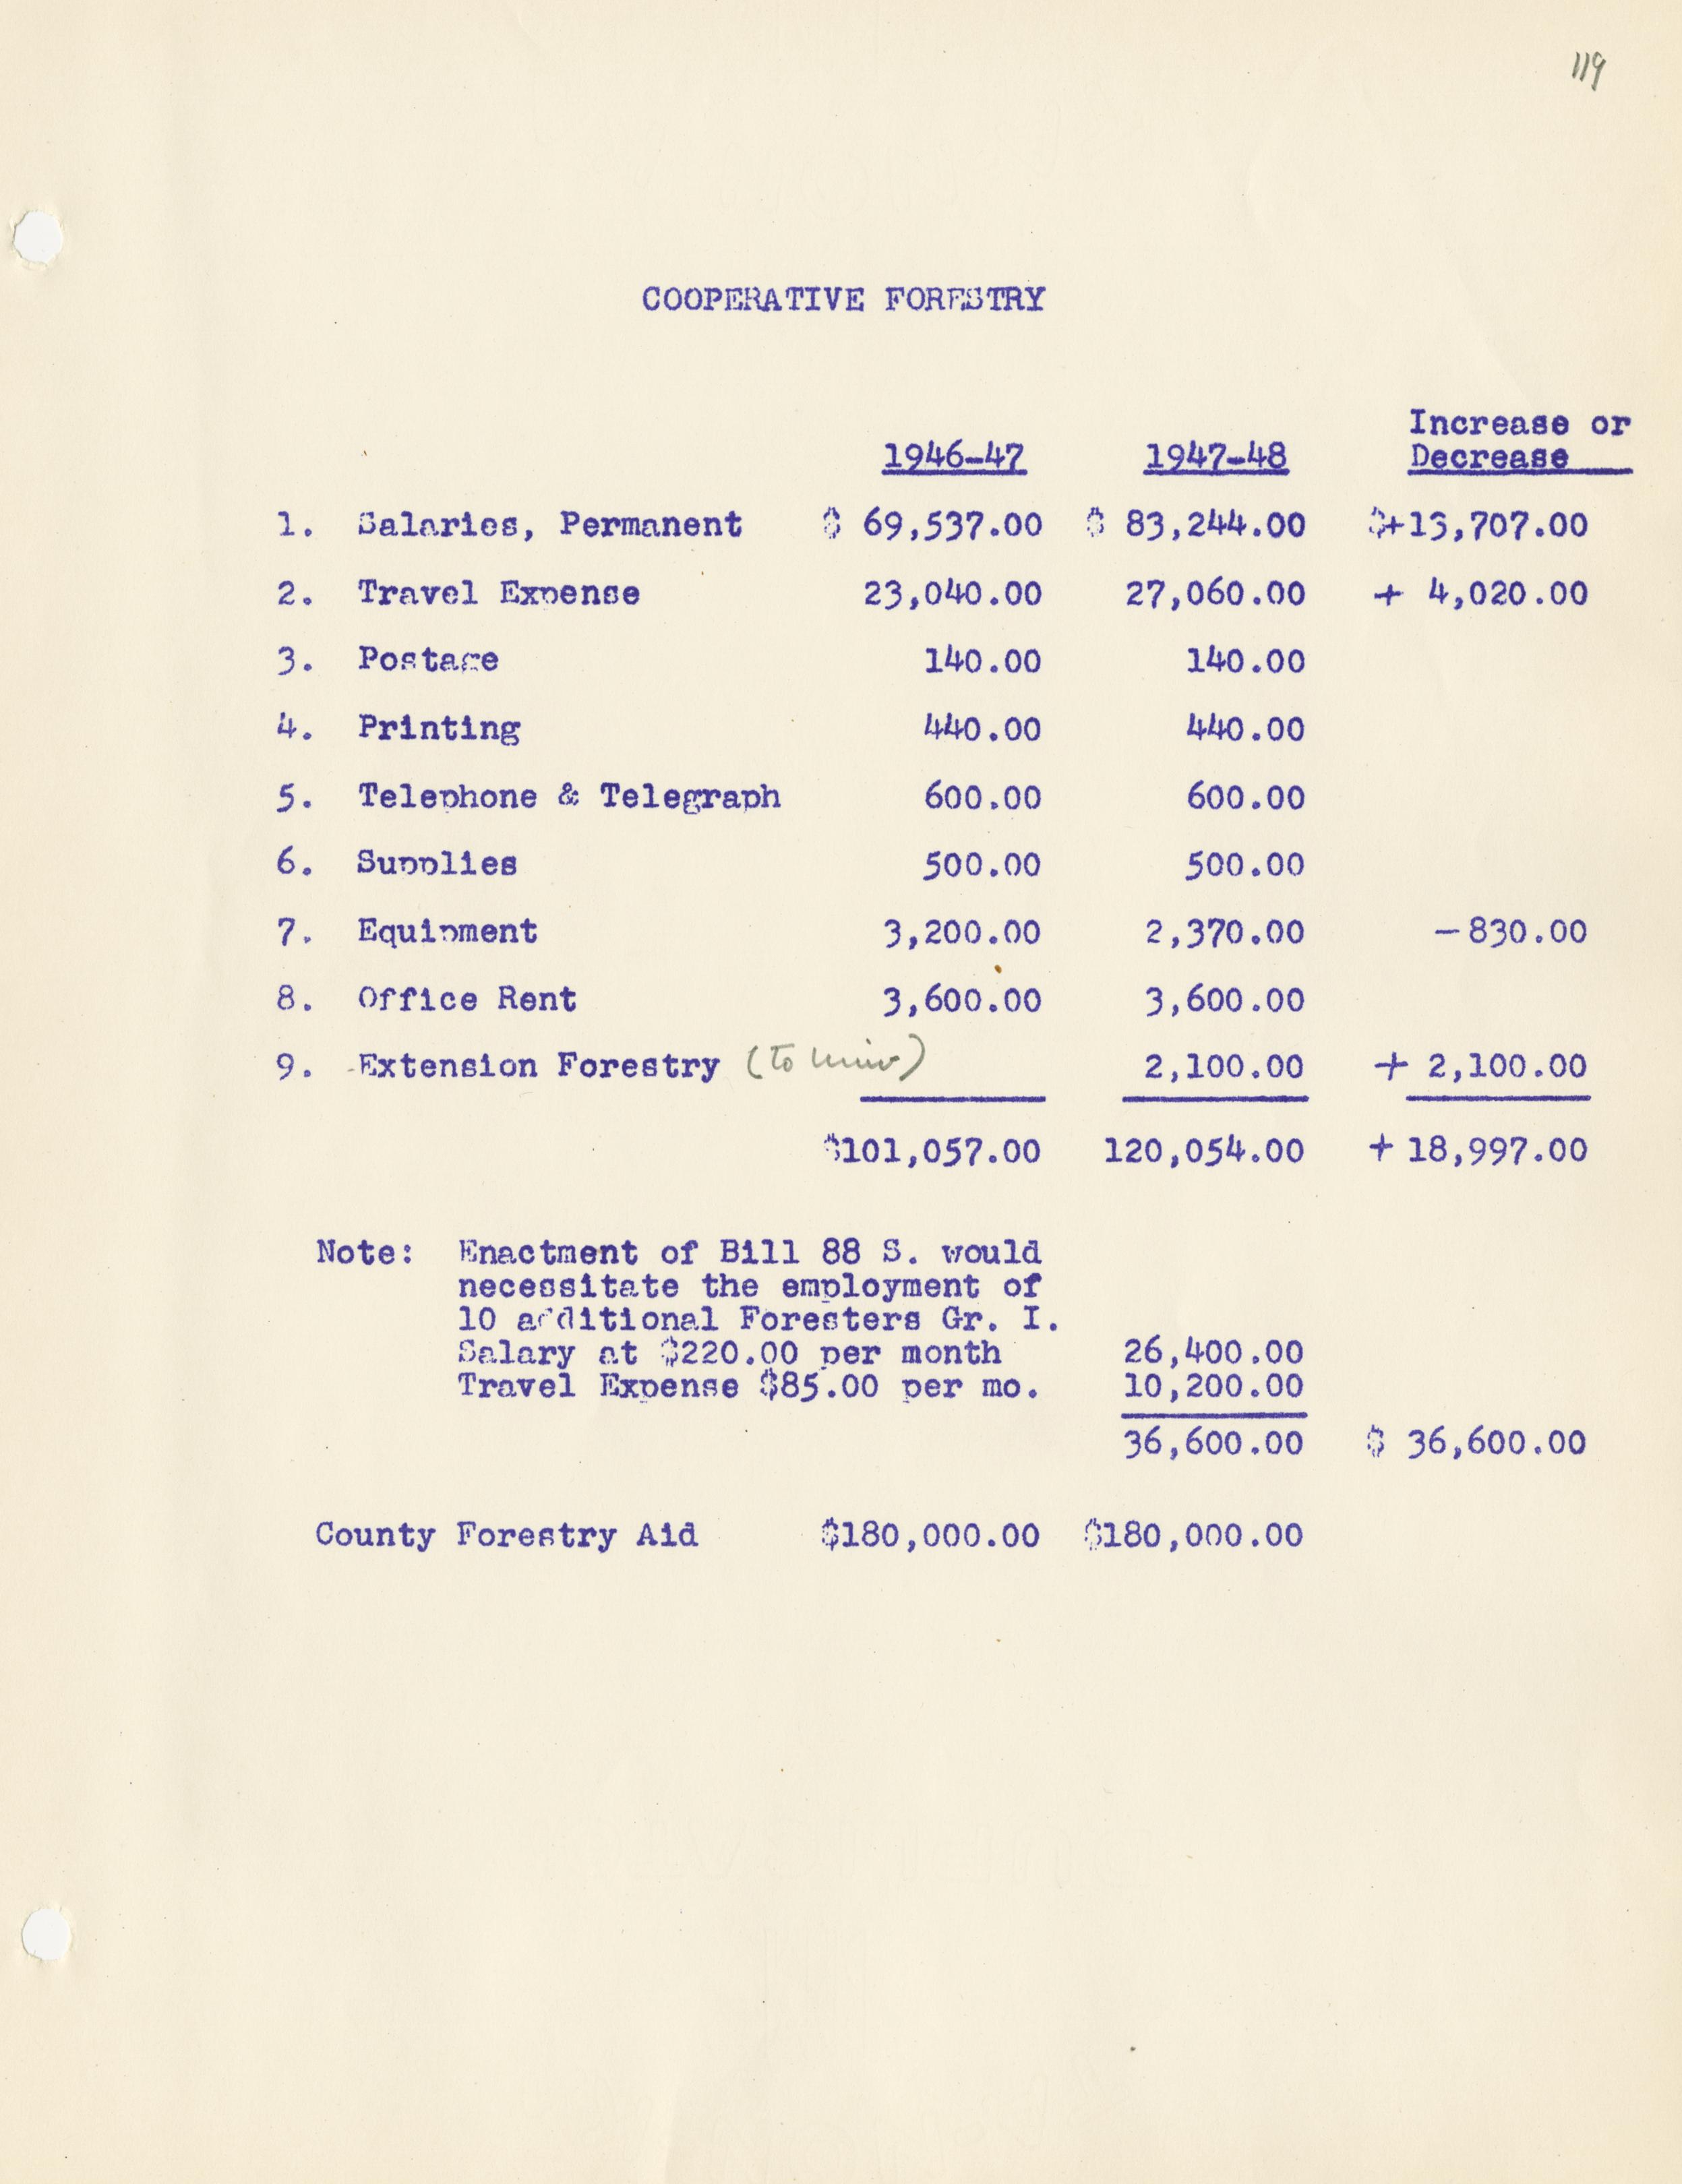 119
COOPERATIVE FORESTRY
Increase or
1946-47 1947-48 Decrease
1. Salaries, Permanent $ 69,537.00 $ 83,244.00 $+13,707.00
2. Travel Expense 23,040.00 27,060.00 + 4,020.00
3. Postage 140.00 140.00
4. Printing 440.00 440.00
5. Telephone & Telegraph 600.00 600.00
6. Supplies 500.00 500.00
7. Equipment 3,200.00 2,370.00 -830.00
8. Office Rent 3,600.00 3,600.00
9. Extension Forestry (to univ) 2,100.00 + 2,100.00
$101,057.00 120,054.00 + 18,997.00
Note: Enactment of Bill 88 S. would
necessitate the employment of
10 additional Foresters Gr. I.
Salary at $220.00 per month 26,400.00
Travel Expense $85.00 per mo. 10,200.00
36,600.00 $ 36,600.00
County Forestry Aid $180,000.00 $180,000.00